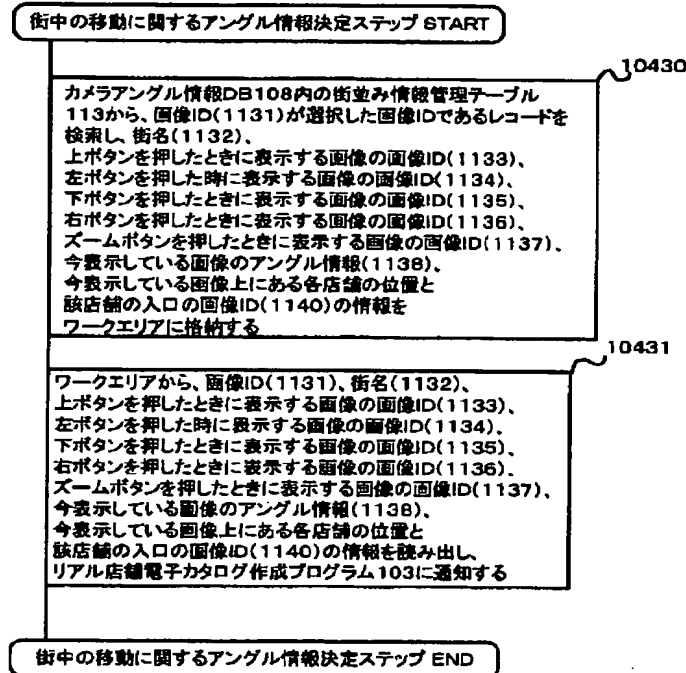 街中の移動に関するアングル情報決定ステップ START
10430
カメラアングル情報DB108内の街並み情報管理テーブル
113から、画像ID(1131)が選択した画像IDであるレコードを
検索し、街名(1132)、
上ボタンを押したときに表示する画像の画像ID(1133)、
左ボタンを押した時に表示する画像の画像ID(1134)、
下ボタンを押したときに表示する画像の画像ID(1135)、
右ボタンを押したときに表示する画像の画像ID(1136)、
ズームボタンを押したときに表示する画像の画像ID(1137)、
今表示している画像のアングル情報(1138)、
今表示している画像上にある各店舗の位置と
該店舗の入口の画像ID(1140)の情報を
ワークエリアに格納する
10431
ワークエリアから、画像ID(1131)、街名(1132)、
上ボタンを押したときに表示する画像の画像ID(1133)、
左ボタンを押した時に表示する画像の画像ID(1134)、
下ボタンを押したときに表示する画像の画像ID(1135)、
右ボタンを押したときに表示する画像の画像ID(1136)、
ズームボタンを押したときに表示する画像の画像ID(1137)、
今表示している画像のアングル情報(1138)、
今表示している画像上にある各店舗の位置と
該店舗の入口の画像ID(1140)の情報を読み出し、
リアル店舗電子カタログ作成プログラム103に通知する
街中の移動に関するアングル情報決定ステップ END